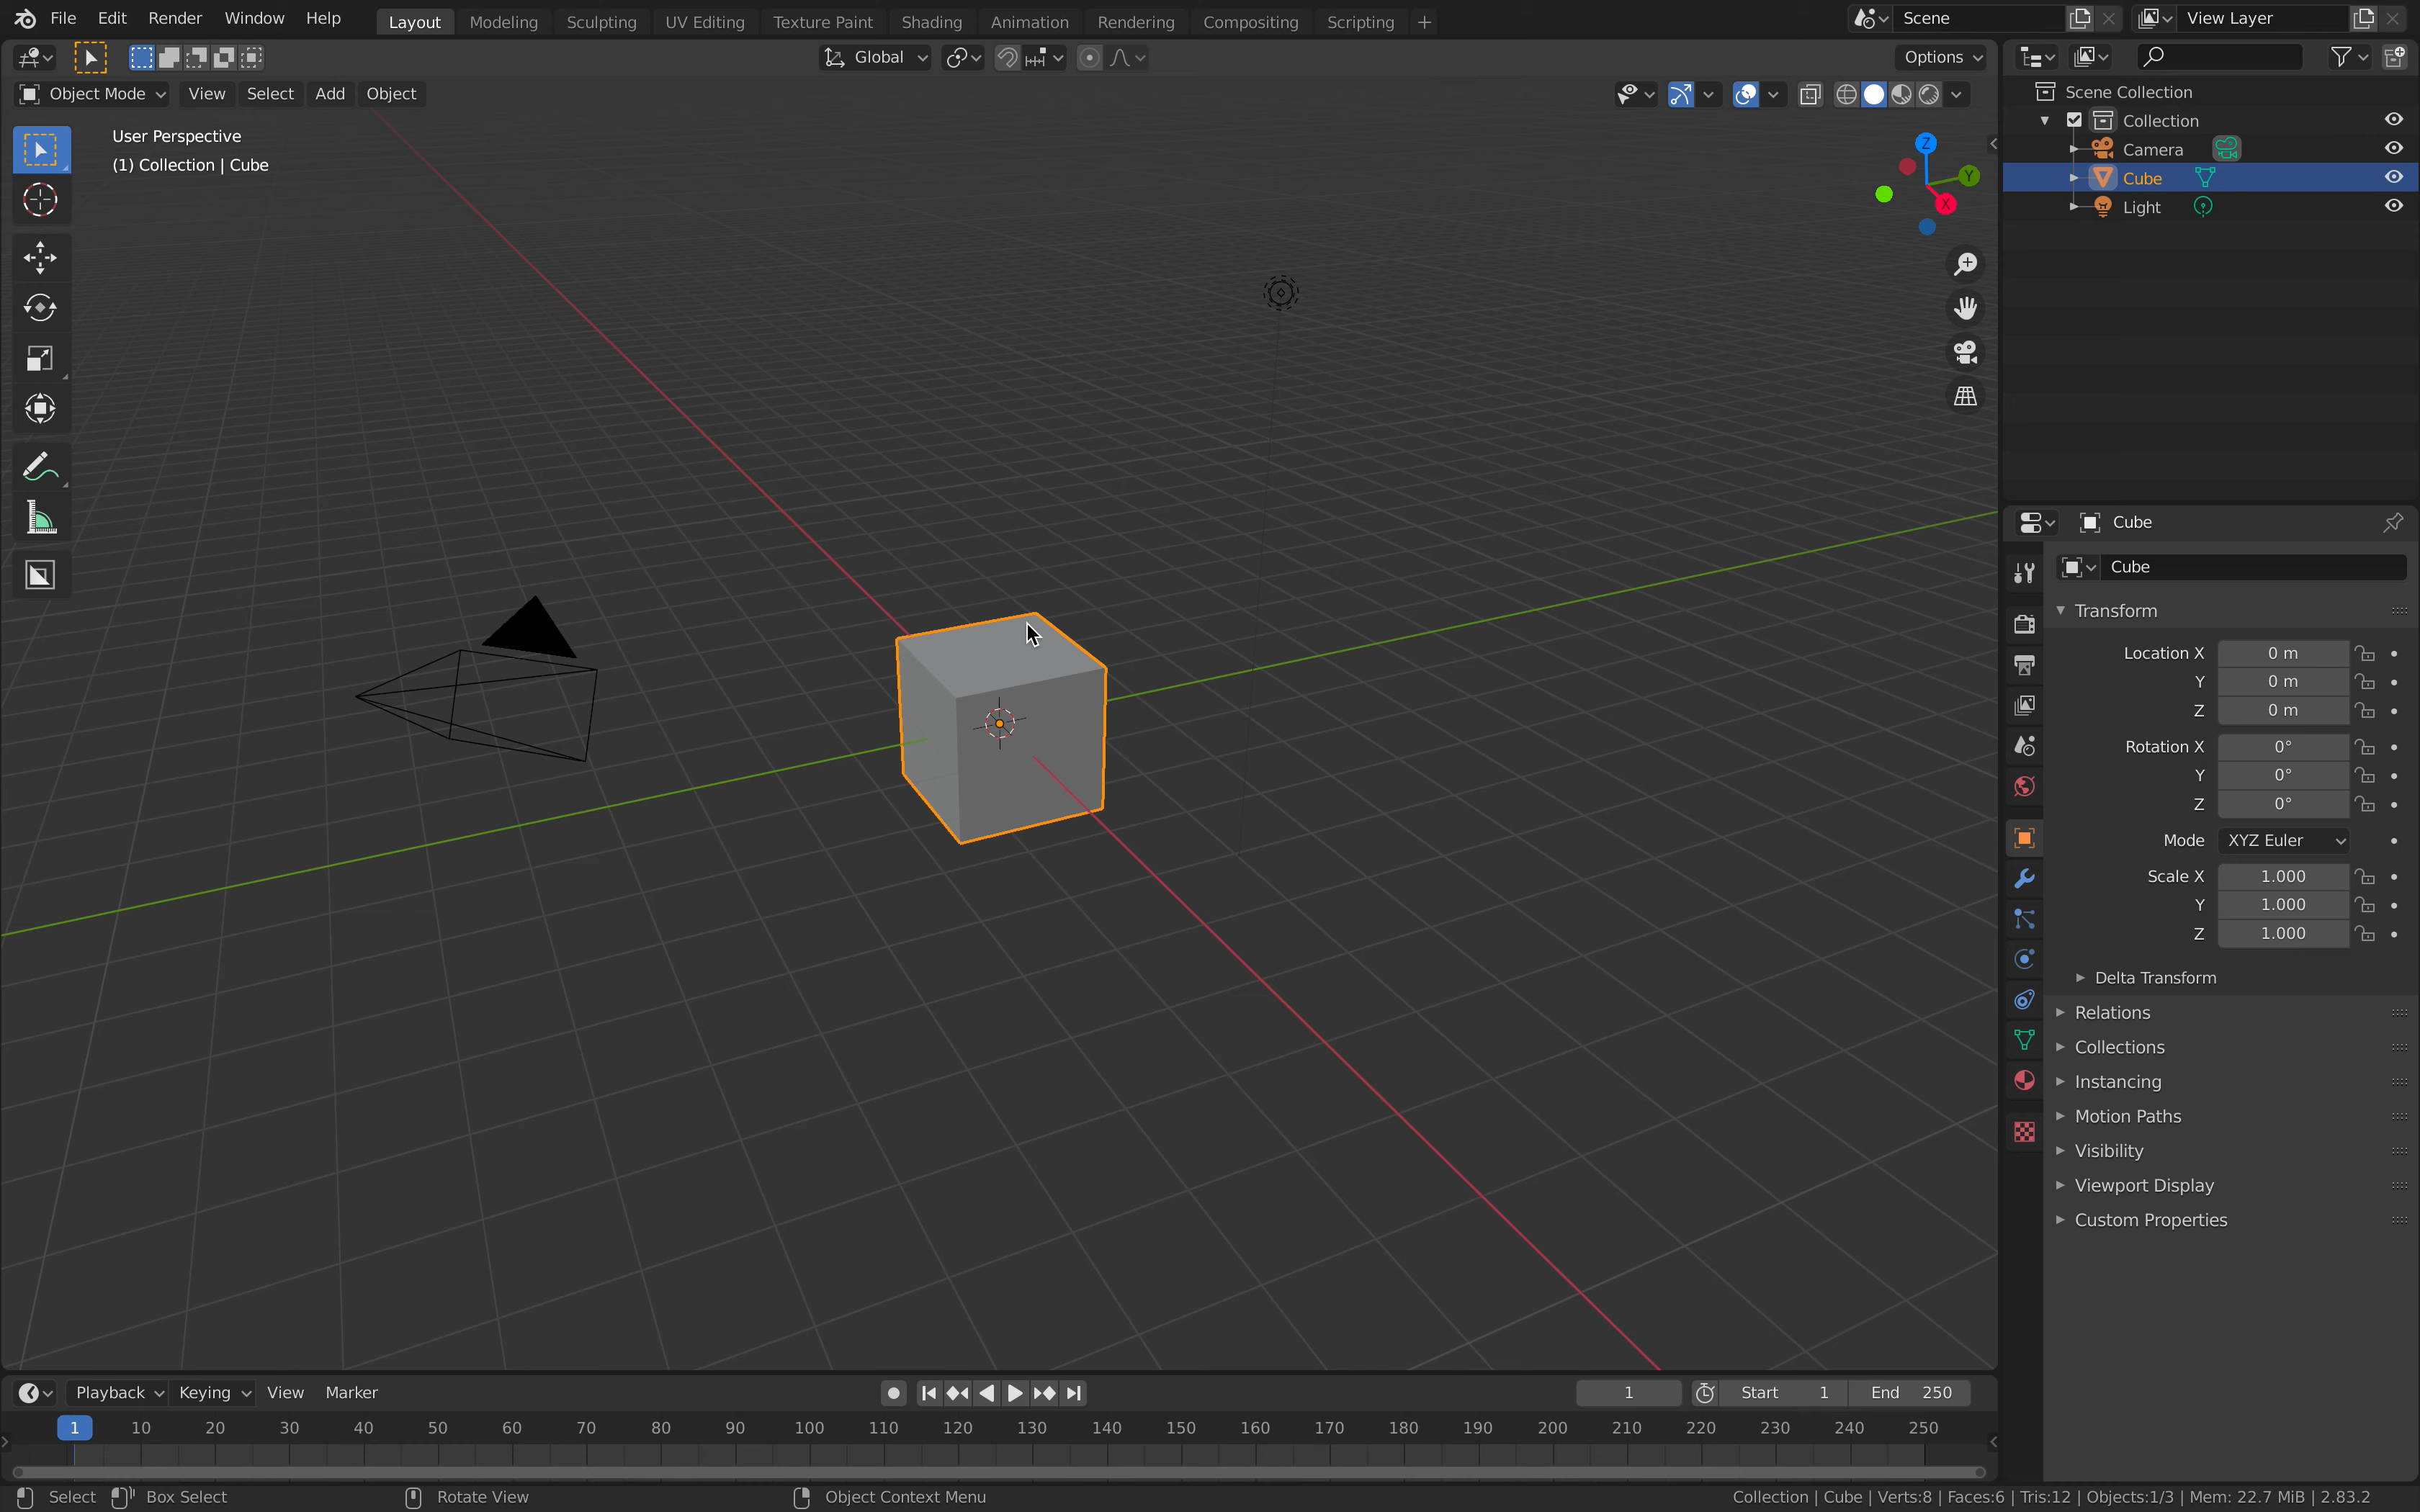 File Edit Render Window Help Layout Modeling Sculpting UV Editing Texture Paint Shading Animation Rendering Compositing Scripting + Scene View Layer
Global Options
Object Mode View Select Add Object
User Perspective
(1) Collection | Cube
Z
Y
X
Scene Collection
Collection
Camera
Cube
Light
Cube
Cube
Transform
Location X 0 m
Y 0 m
Z 0 m
Rotation X 0°
Y 0°
Z 0°
Mode XYZ Euler
Scale X 1.000
Y 1.000
Z 1.000
Delta Transform
Relations
Collections
Instancing
Motion Paths
Visibility
Viewport Display
Custom Properties
Playback Keying View Marker 1 Start 1 End 250
1 10 20 30 40 50 60 70 80 90 100 110 120 130 140 150 160 170 180 190 200 210 220 230 240 250
Select Box Select Rotate View Object Context Menu Collection | Cube | Verts:8 | Faces:6 | Tris:12 | Objects:1/3 | Mem: 22.7 MiB | 2.83.2